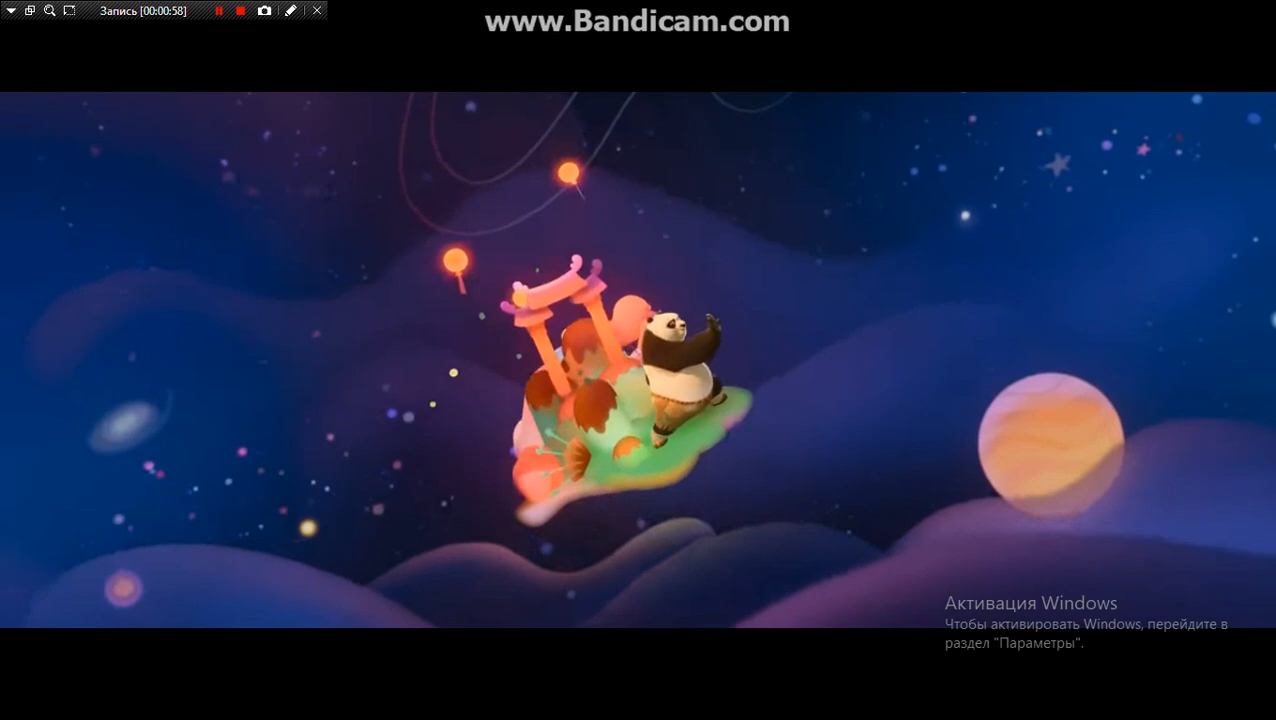 Запись [00:00:58]
www.Bandicam.com
Активация Windows
Чтобы активировать Windows, перейдите в
раздел "Параметры".